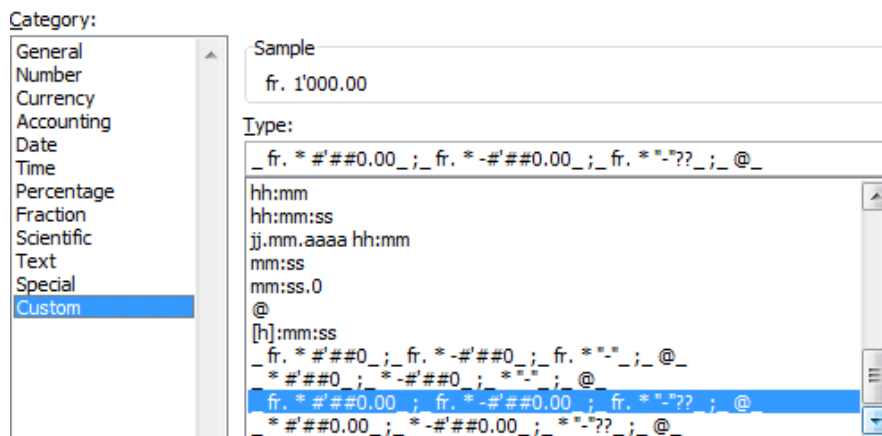 Category:
General
Number
Currency
Accounting
Date
Time
Percentage
Fraction
Scientific
Text
Special
Custom
Sample
fr. 1'000.00
Type:
_ fr. * #'##0.00_ ;_ fr. * -#'##0.00_ ;_ fr. * "-"??_ ;_ @_
hh:mm
hh:mm:ss
jj.mm.aaaa hh:mm
mm:ss
mm:ss.0
@
[h]:mm:ss
_ fr. * #'##0_ ;_ fr. * -#'##0_ ;_ fr. * "-"_ ;_ @_
_ * #'##0_ ;_ * -#'##0_ ;_ * "-"_ ;_ @_
_ fr. * #'##0.00_ ;_ fr. * -#'##0.00_ ;_ fr. * "-"??_ ;_ @_
_ * #'##0.00_ ;_ * -#'##0.00_ ;_ * "-"??_ ;_ @_